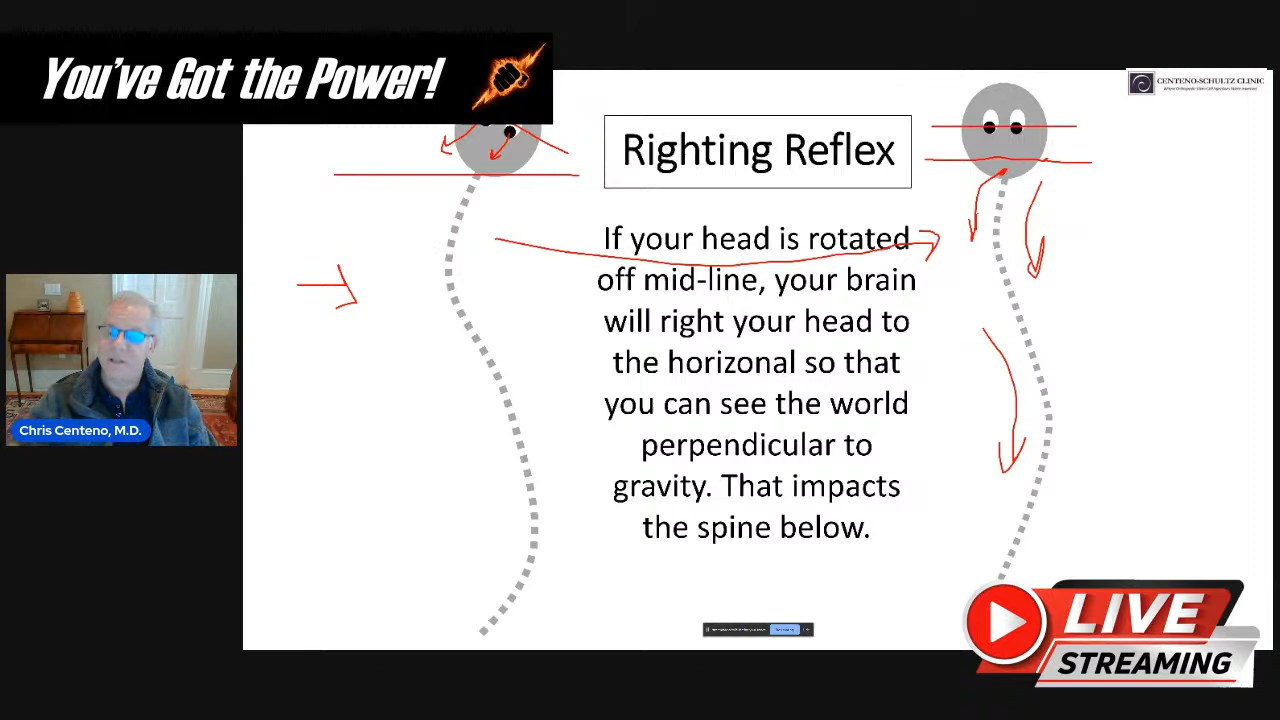 You've Got the Power!
CENTENO-SCHULTZ CLINIC
Righting Reflex
If your head is rotated
off mid-line, your brain
will right your head to
the horizonal so that
you can see the world
perpendicular to
gravity. That impacts
the spine below.
Chris Centeno, M.D.
LIVE
STREAMING